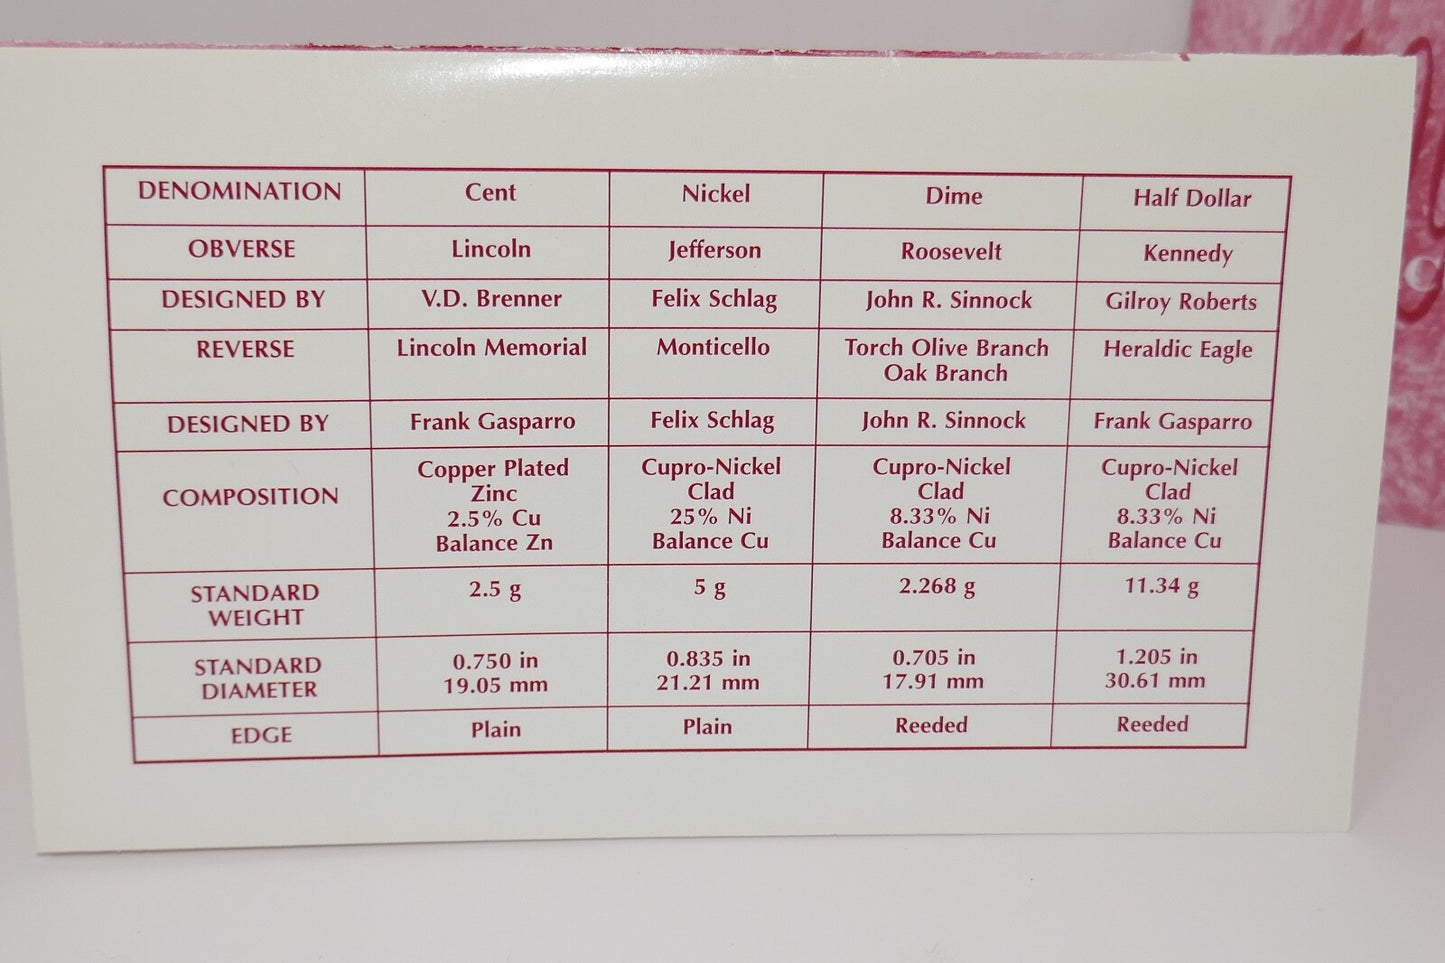 DENOMINATION Cent Nickel Dime Half Dollar
OBVERSE Lincoln Jefferson Roosevelt Kennedy
DESIGNED BY V.D. Brenner Felix Schlag John R. Sinnock Gilroy Roberts
REVERSE Lincoln Memorial Monticello Torch Olive Branch Heraldic Eagle
Oak Branch
DESIGNED BY Frank Gasparro Felix Schlag John R. Sinnock Frank Gasparro
Copper Plated Cupro-Nickel Cupro-Nickel Cupro-Nickel
COMPOSITION Zinc Clad Clad Clad
2.5% Cu 25% Ni 8.33% Ni 8.33% Ni
Balance Zn Balance Cu Balance Cu Balance Cu
STANDARD 2.5 g 5 g 2.268 g 11.34 g
WEIGHT
STANDARD 0.750 in 0.835 in 0.705 in 1.205 in
DIAMETER 19.05 mm 21.21 mm 17.91 mm 30.61 mm
EDGE Plain Plain Reeded Reeded